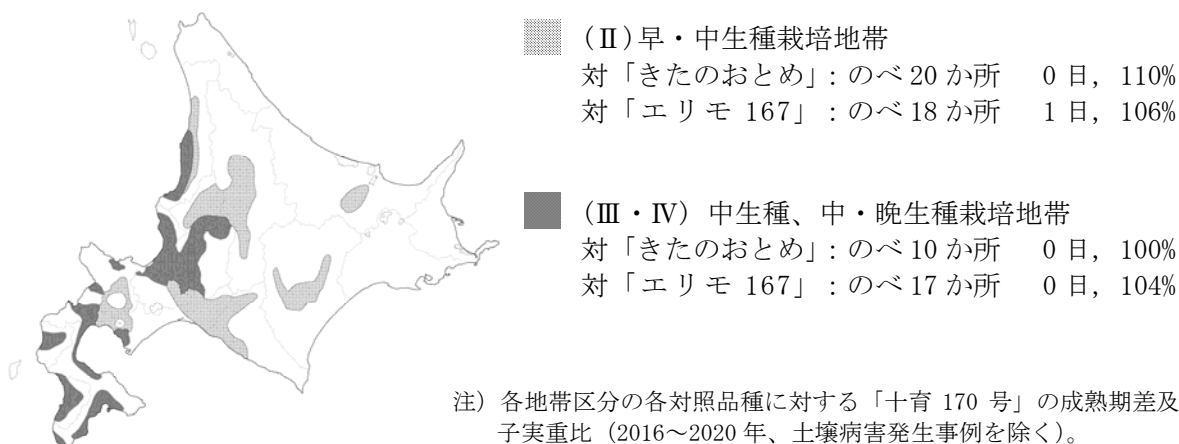 (Ⅱ)早・中生種栽培地帯
対「きたのおとめ」：のべ 20 か所　0 日，110%
対「エリモ 167」：のべ 18 か所　1 日，106%
(Ⅲ・Ⅳ) 中生種、中・晩生種栽培地帯
対「きたのおとめ」：のべ 10 か所　0 日，100%
対「エリモ 167」：のべ 17 か所　0 日，104%
注）各地帯区分の各対照品種に対する「十育 170 号」の成熟期差及
子実重比（2016～2020 年、土壌病害発生事例を除く）。